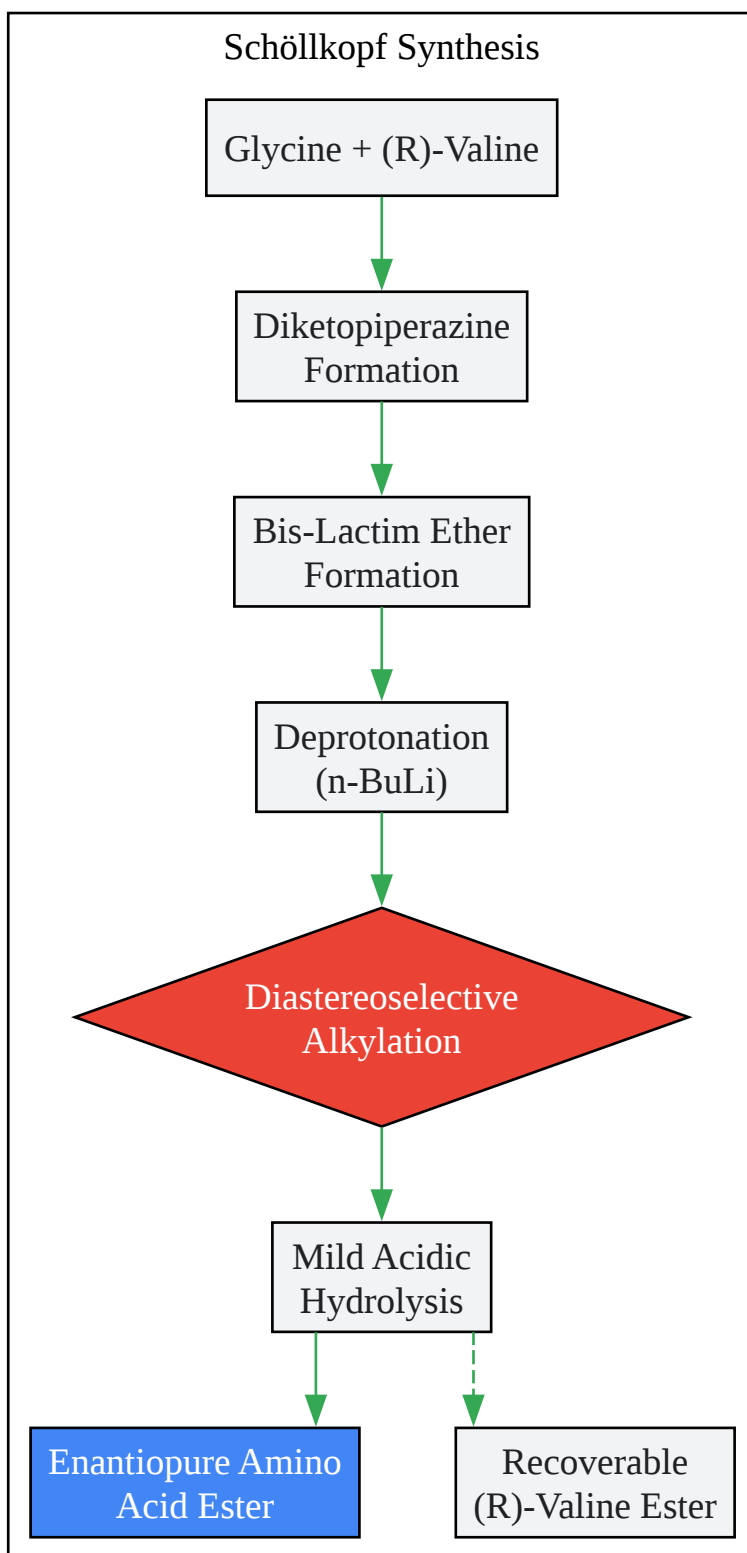 Schöllkopf Synthesis
Glycine + (R)-Valine
Diketopiperazine
Formation
Bis-Lactim Ether
Formation
Deprotonation
(n-BuLi)
Diastereoselective
Alkylation
Mild Acidic
Hydrolysis
Enantiopure Amino
Acid Ester
Recoverable
(R)-Valine Ester